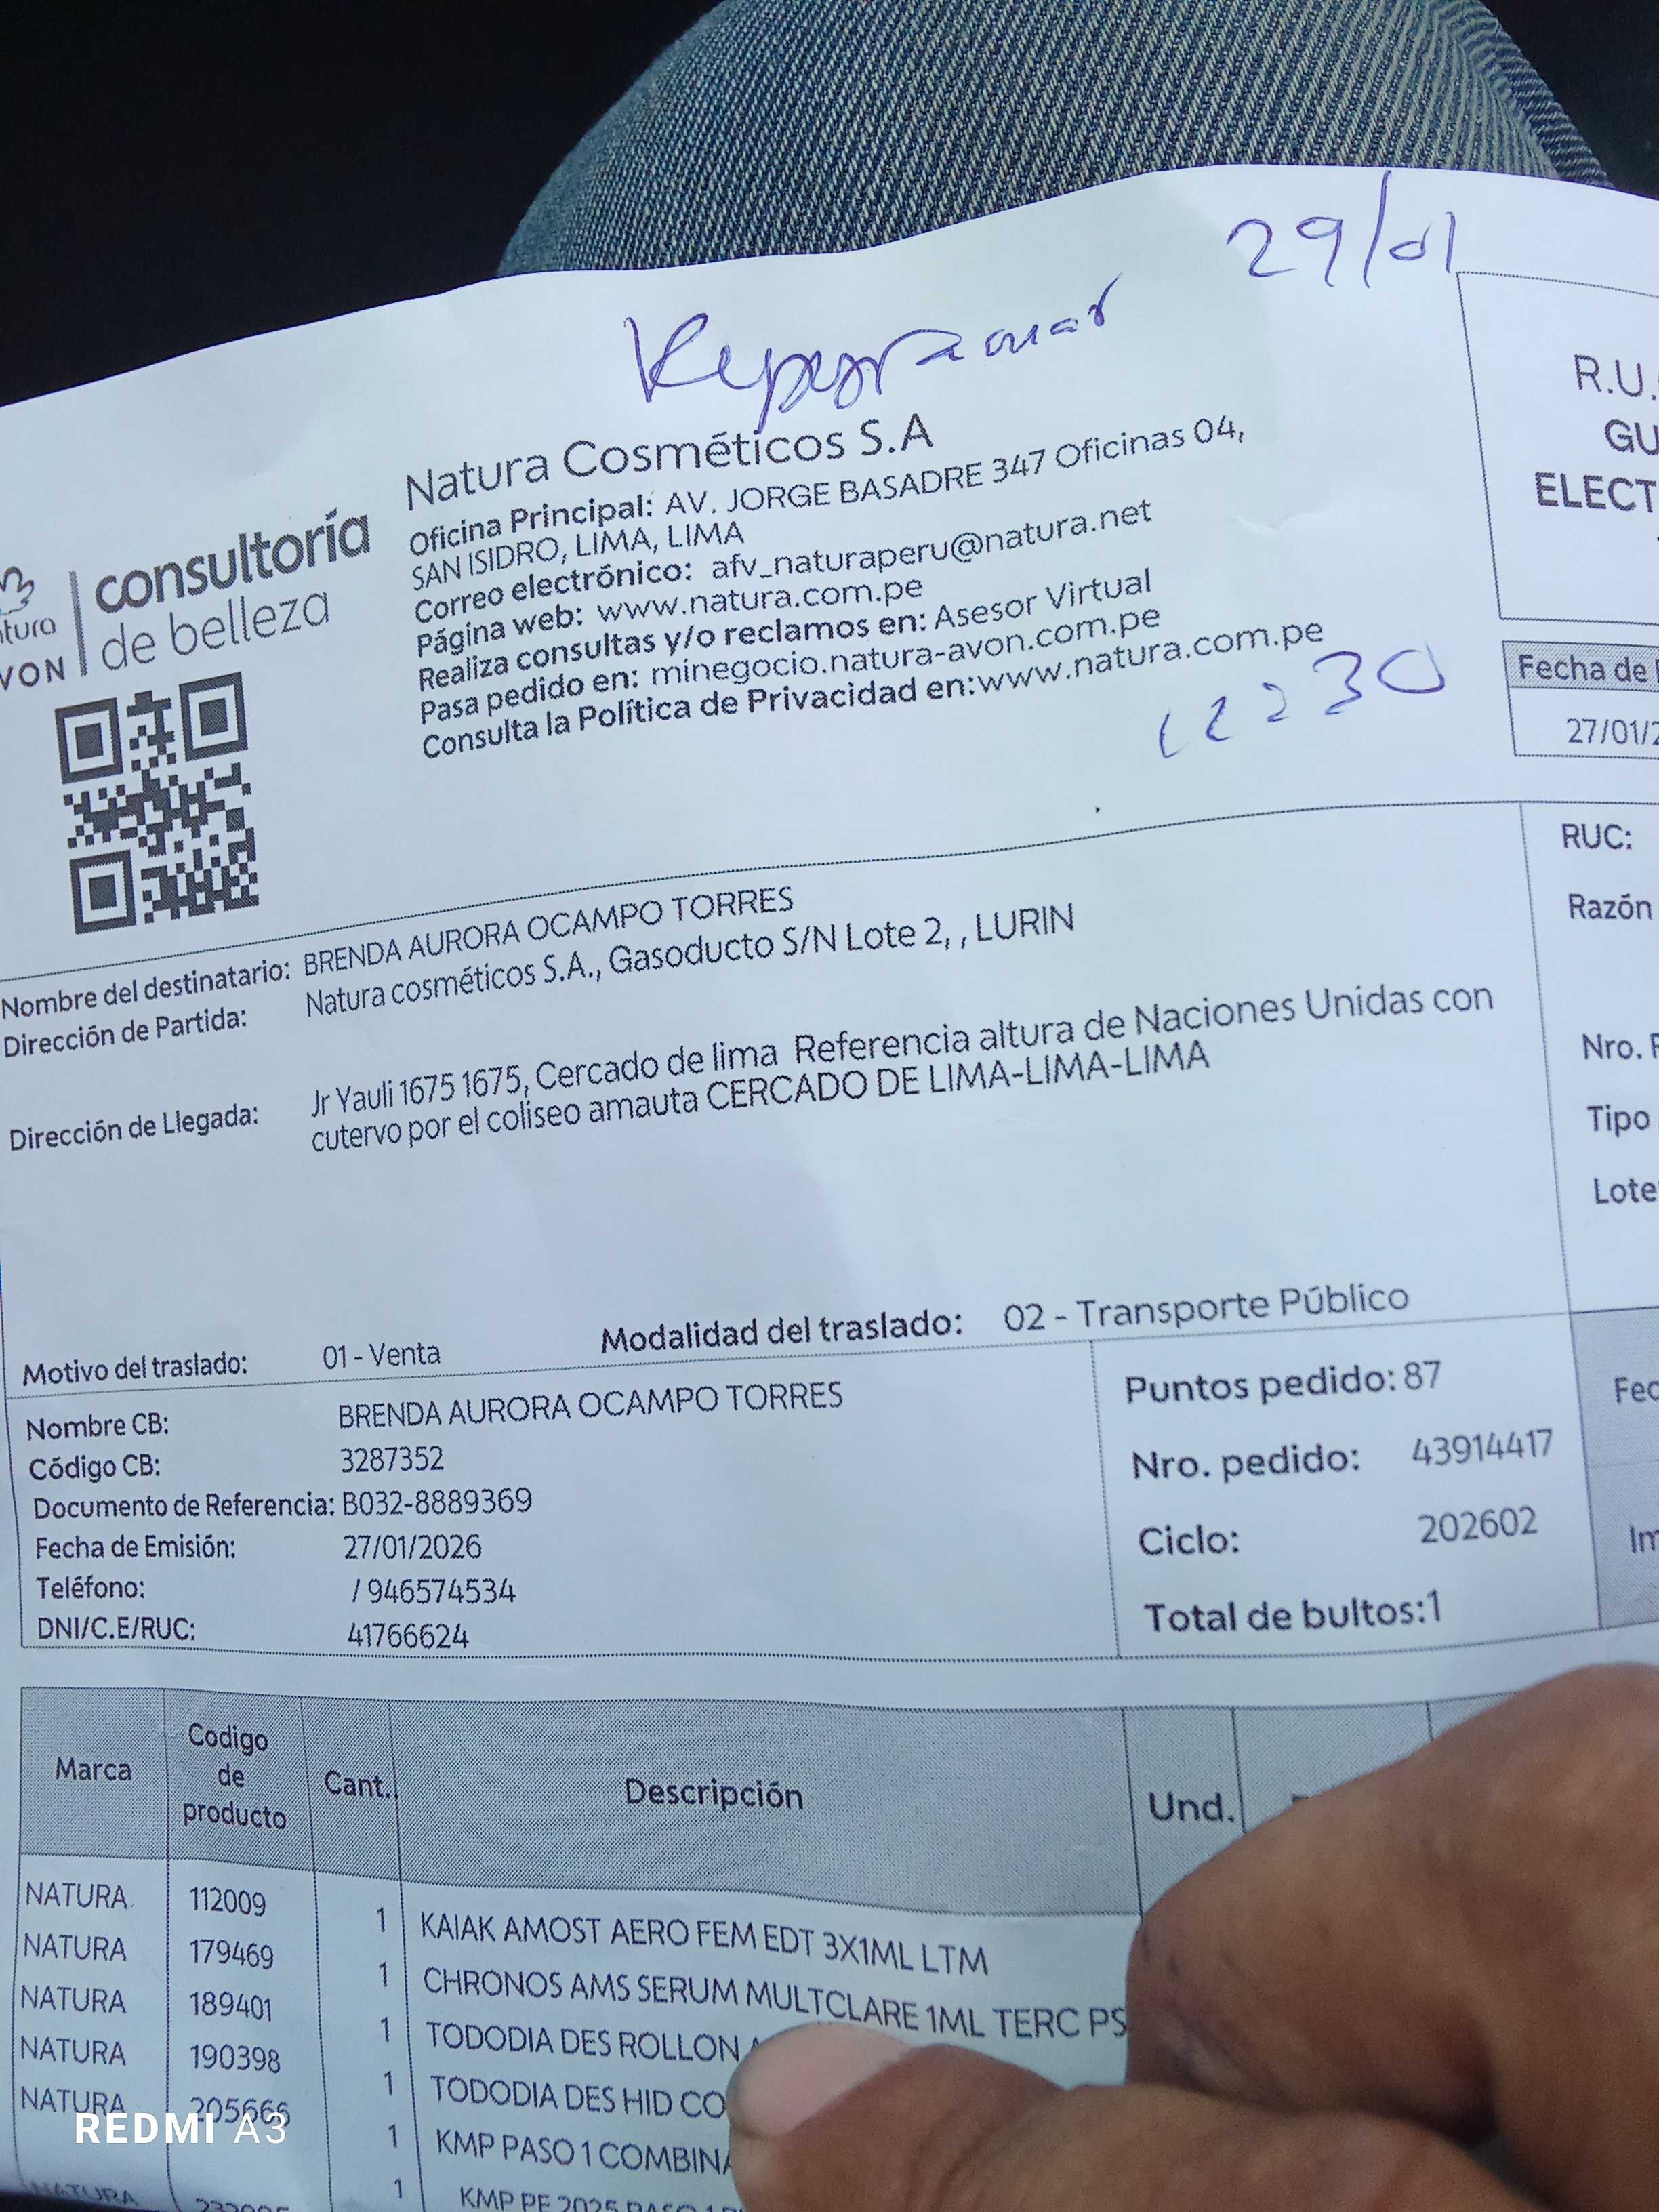 29/01
Reprogramar
Natura Cosméticos S.A
Oficina Principal: AV. JORGE BASADRE 347 Oficinas 04,
SAN ISIDRO, LIMA, LIMA
Correo electrónico: afv_naturaperu@natura.net
Página web: www.natura.com.pe
Realiza consultas y/o reclamos en: Asesor Virtual
Pasa pedido en: minegocio.natura-avon.com.pe
Consulta la Política de Privacidad en:www.natura.com.pe
consultoría
de belleza
R.U.
GU
ELECT
Fecha de
27/01/2
Nombre del destinatario: BRENDA AURORA OCAMPO TORRES
Dirección de Partida: Natura cosméticos S.A., Gasoducto S/N Lote 2, , LURIN
Dirección de Llegada: Jr Yauli 1675 1675, Cercado de lima Referencia altura de Naciones Unidas con
cutervo por el coliseo amauta CERCADO DE LIMA-LIMA-LIMA
RUC:
Razón
Nro.
Tipo
Lote
Motivo del traslado: 01 - Venta Modalidad del traslado: 02 - Transporte Público
Nombre CB: BRENDA AURORA OCAMPO TORRES
Código CB: 3287352
Documento de Referencia: B032-8889369
Fecha de Emisión: 27/01/2026
Teléfono: / 946574534
DNI/C.E/RUC: 41766624
Puntos pedido: 87
Nro. pedido: 43914417
Ciclo: 202602
Total de bultos:1
Fec
Im
Marca Codigo de producto Cant. Descripción Und.
NATURA 112009 1 KAIAK AMOST AERO FEM EDT 3X1ML LTM
NATURA 179469 1 CHRONOS AMS SERUM MULTCLARE 1ML TERC PS
NATURA 189401 1 TODODIA DES ROLLON
NATURA 190398 1 TODODIA DES HID CO
NATURA 205666 1 KMP PASO 1 COMBINA
NATURA 1 KMP PE 2025 PASO 1
REDMI A3